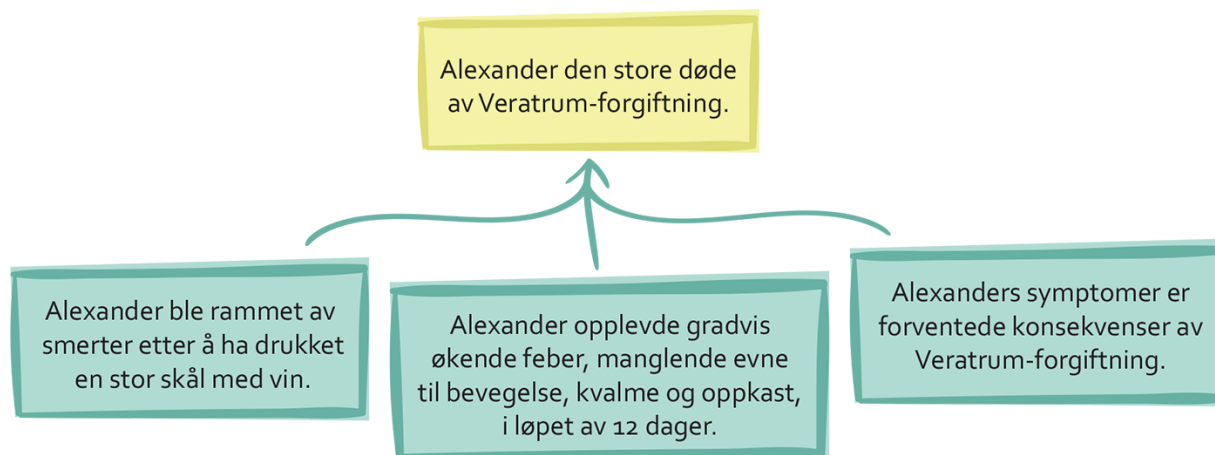 Alexander den store døde
av Veratrum-forgiftning.
Alexander ble rammet av
smerter etter å ha drukket
en stor skål med vin.
Alexander opplevde gradvis
økende feber, manglende evne
til bevegelse, kvalme og oppkast,
i løpet av 12 dager.
Alexanders symptomer er
forventede konsekvenser av
Veratrum-forgiftning.